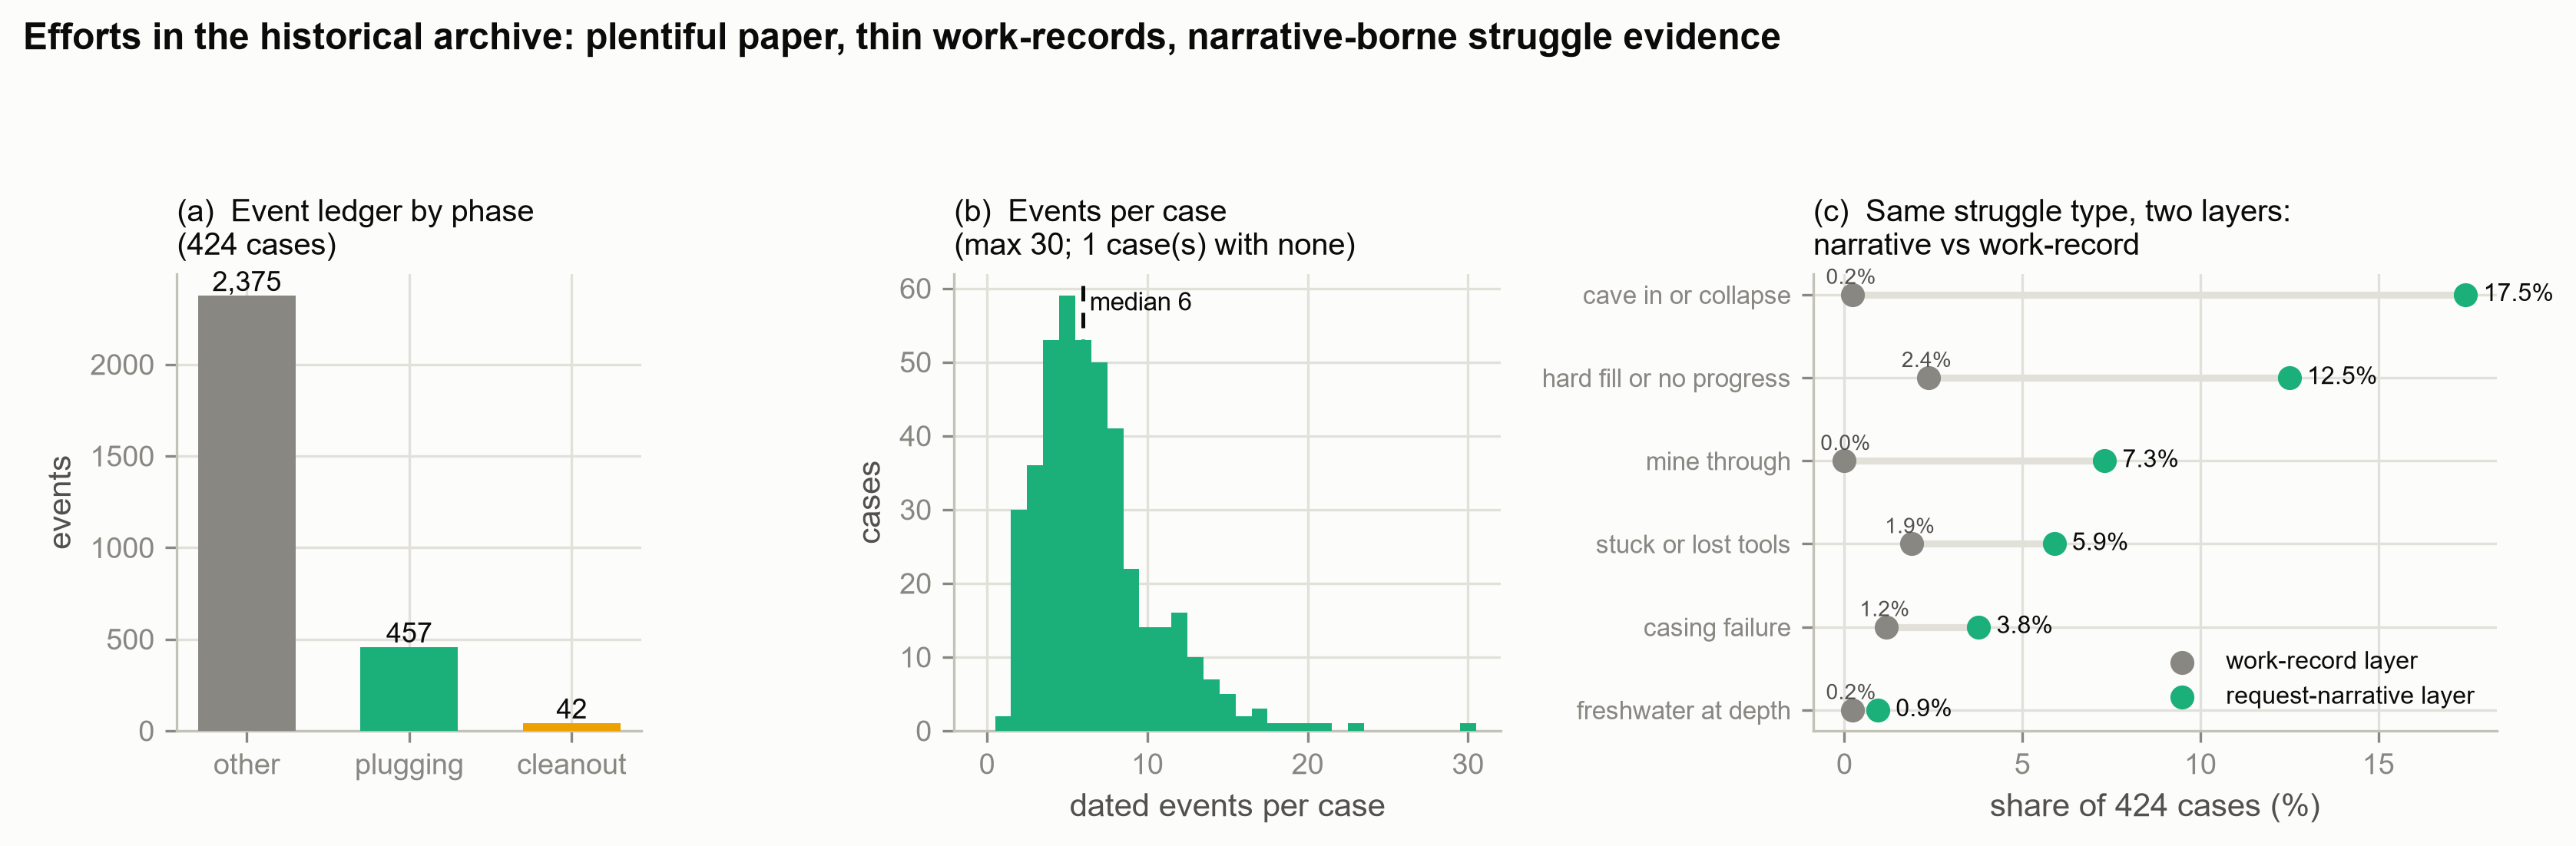 Efforts in the historical archive: plentiful paper, thin work-records, narrative-borne struggle evidence
(a)  Event ledger by phase
(424 cases)
2,375
457
42
2000
1500
1000
500
0
events
other
plugging
cleanout
(b)  Events per case
(max 30; 1 case(s) with none)
median 6
60
50
40
30
20
10
0
cases
0
10
20
30
dated events per case
(c)  Same struggle type, two layers:
narrative vs work-record
cave in or collapse
0.2%
17.5%
hard fill or no progress
2.4%
12.5%
mine through
0.0%
7.3%
stuck or lost tools
1.9%
5.9%
casing failure
1.2%
3.8%
freshwater at depth
0.2%
0.9%
work-record layer
request-narrative layer
0
5
10
15
share of 424 cases (%)